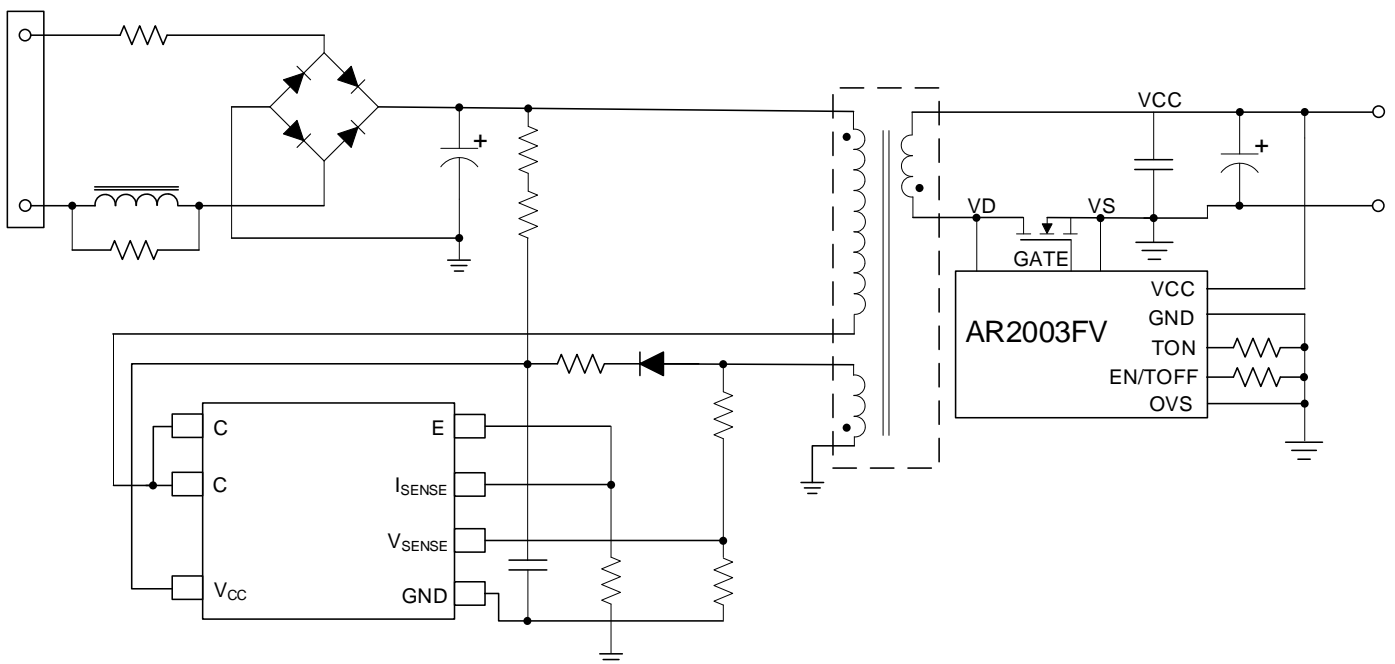 +
VCC
+
VD
VS
GATE
AR2003FV
VCC
GND
TON
EN/TOFF
OVS
C
C
VCC
E
ISENSE
VSENSE
GND